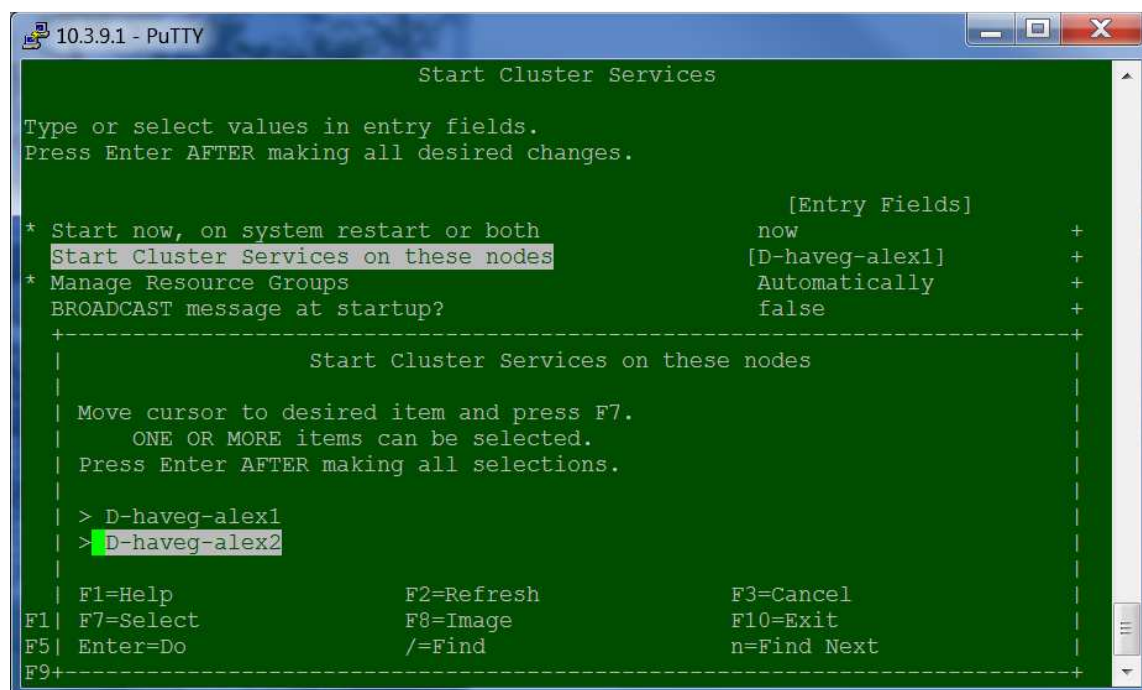 10.3.9.1 - PuTTY
Start Cluster Services
Type or select values in entry fields.
Press Enter AFTER making all desired changes.
[Entry Fields]
* Start now, on system restart or both now +
Start Cluster Services on these nodes [D-haveg-alex1] +
* Manage Resource Groups Automatically +
BROADCAST message at startup? false +
+--------------------------------------------------------------------------+
| Start Cluster Services on these nodes |
| |
| Move cursor to desired item and press F7. |
| ONE OR MORE items can be selected. |
| Press Enter AFTER making all selections. |
| |
| > D-haveg-alex1 |
| > D-haveg-alex2 |
| |
| F1=Help F2=Refresh F3=Cancel |
F1| F7=Select F8=Image F10=Exit |
F5| Enter=Do /=Find n=Find Next |
F9+--------------------------------------------------------------------------+